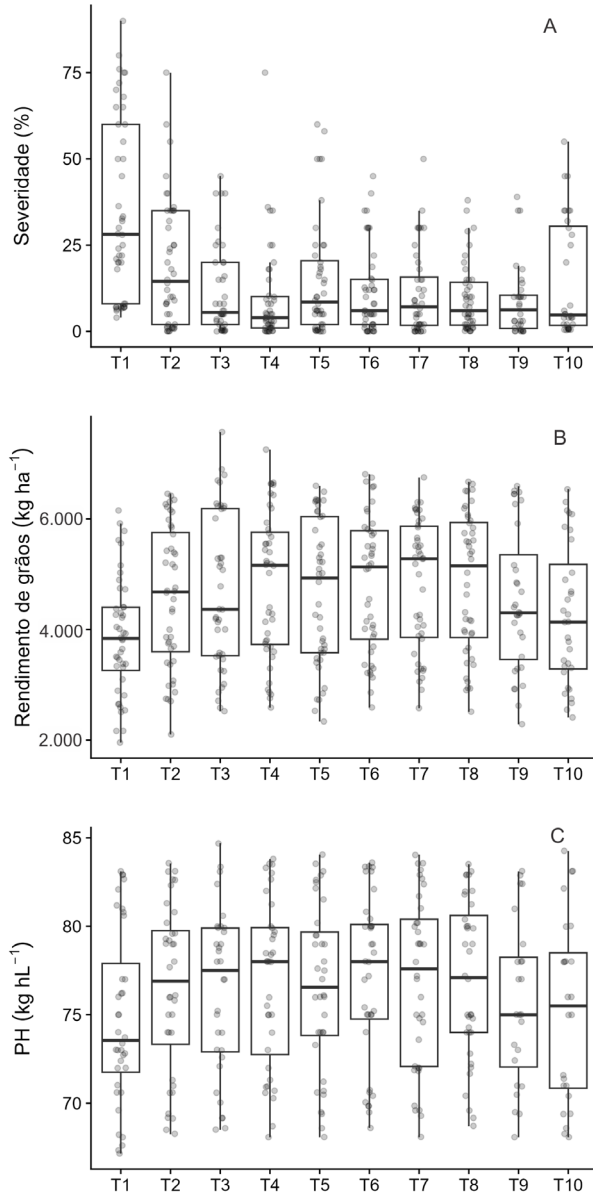 A
Severidade (%)
75
50
25
0
T1 T2 T3 T4 T5 T6 T7 T8 T9 T10
B
Rendimento de grãos (kg ha⁻¹)
6.000
4.000
2.000
T1 T2 T3 T4 T5 T6 T7 T8 T9 T10
C
PH (kg hL⁻¹)
85
80
75
70
T1 T2 T3 T4 T5 T6 T7 T8 T9 T10